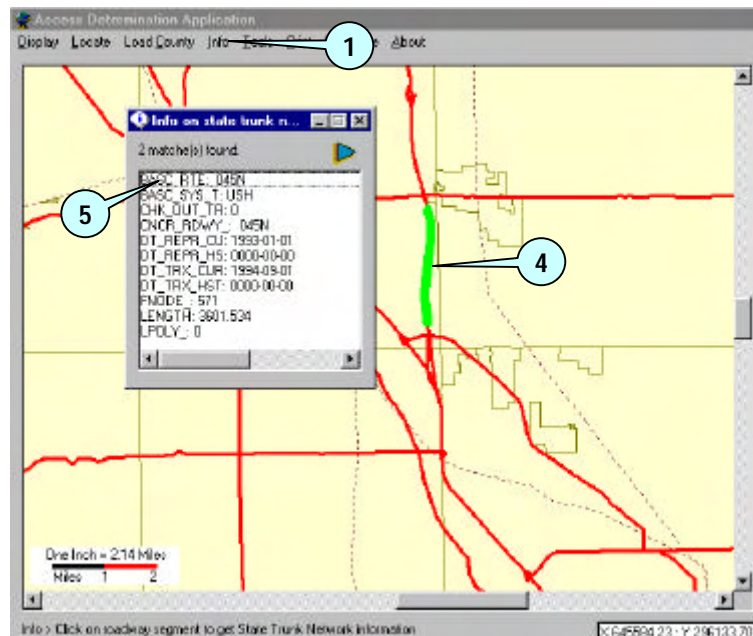 Access Determination Application
Display Locate Load County Info Tools About
1
Info on state trunk n...
2 matche(s) found.
BASC_RTE: 045N
BASC_SYS_T: USH
CHK_OUT_TR: 0
CNCR_RDWY_: 045N
DT_REPR_CU: 1993-01-01
DT_REPR_HS: 0000-00-00
DT_TRX_CUR: 1994-09-01
DT_TRX_HST: 0000-00-00
FNODE_: 571
LENGTH: 3601.534
LPOLY_: 0
5
4
One Inch = 2.14 Miles
Miles 1 2
Info > Click on roadway segment to get State Trunk Network information